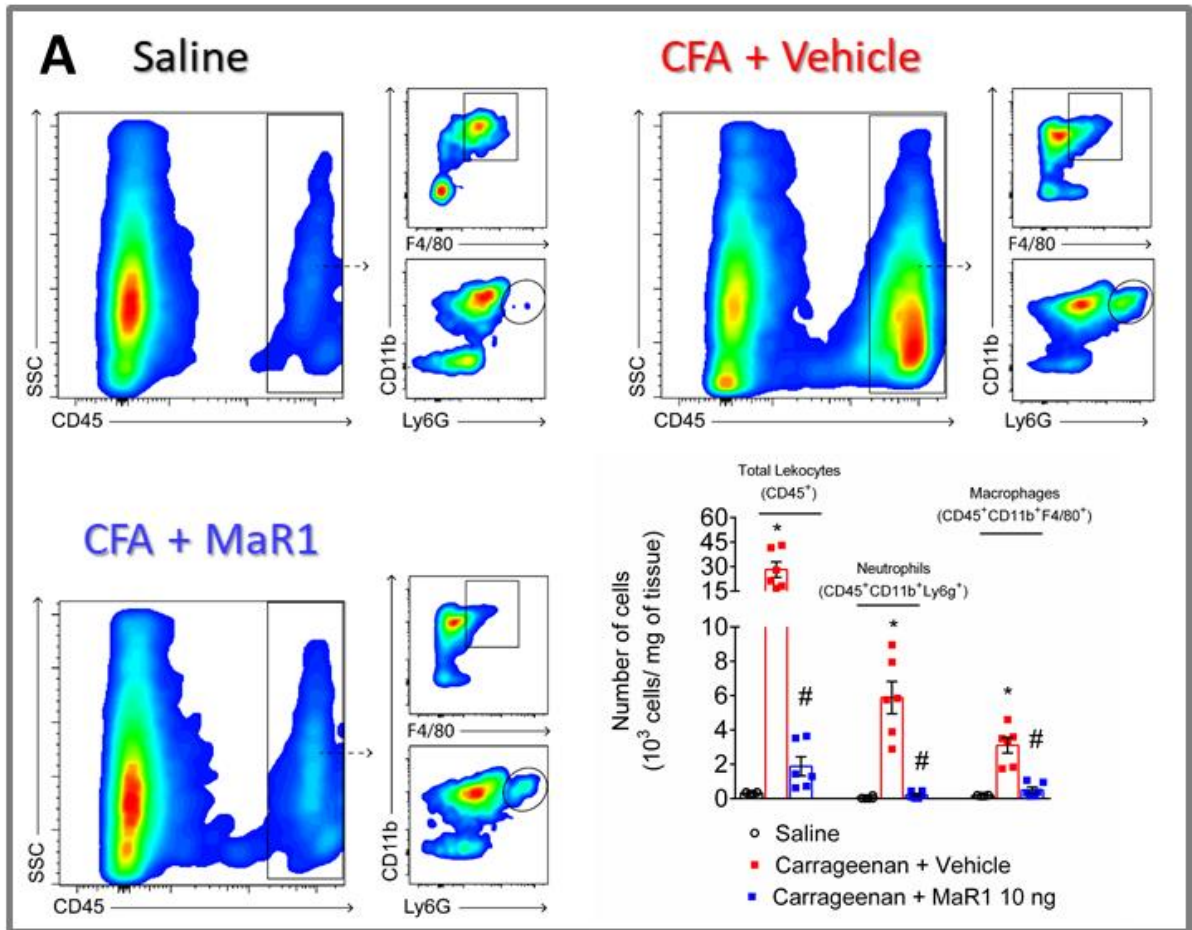 A
Saline
CFA + Vehicle
SSC
CD45
F4/80
CD11b
Ly6G
SSC
CD45
F4/80
CD11b
Ly6G
CFA + MaR1
SSC
CD45
F4/80
CD11b
Ly6G
Total Lekocytes
(CD45⁺)
Macrophages
(CD45⁺CD11b⁺F4/80⁺)
Neutrophils
(CD45⁺CD11b⁺Ly6g⁺)
Number of cells
(10³ cells/ mg of tissue)
60
45
30
15
10
8
6
4
2
0
*
#
*
#
*
#
Saline
Carrageenan + Vehicle
Carrageenan + MaR1 10 ng